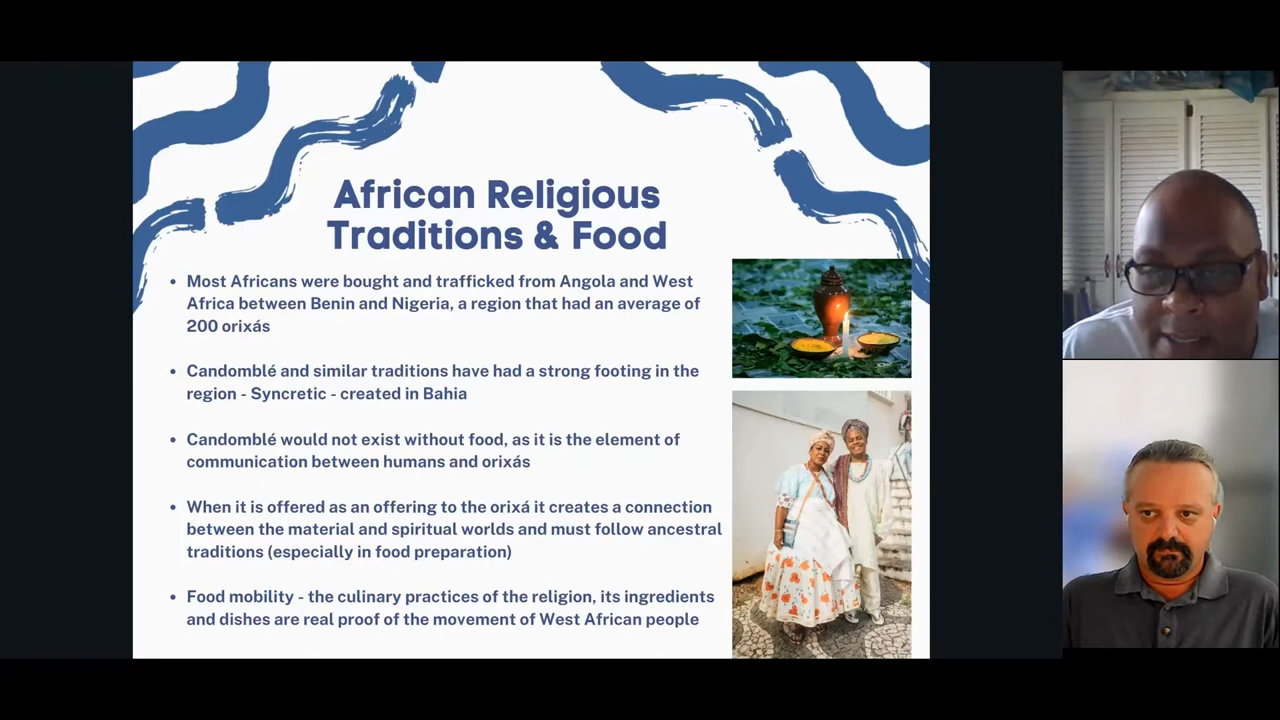 African Religious
Traditions & Food
• Most Africans were bought and trafficked from Angola and West
Africa between Benin and Nigeria, a region that had an average of
200 orixás
• Candomblé and similar traditions have had a strong footing in the
region - Syncretic - created in Bahia
• Candomblé would not exist without food, as it is the element of
communication between humans and orixás
• When it is offered as an offering to the orixá it creates a connection
between the material and spiritual worlds and must follow ancestral
traditions (especially in food preparation)
• Food mobility - the culinary practices of the religion, its ingredients
and dishes are real proof of the movement of West African people